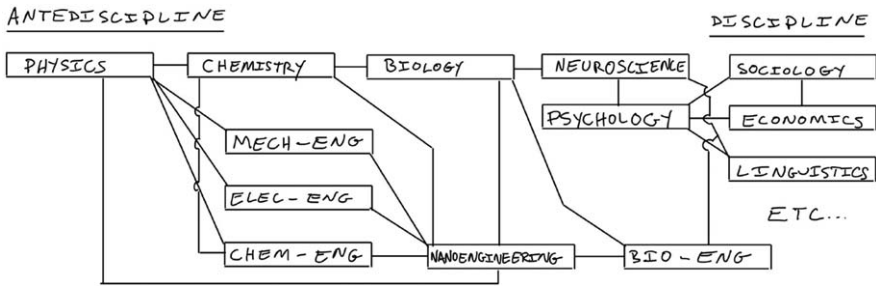 ANTEDISCIPLINE
DISCIPLINE
PHYSICS
CHEMISTRY
BIOLOGY
NEUROSCIENCE
SOCIOLOGY
PSYCHOLOGY
ECONOMICS
MECH-ENG
LINGUISTICS
ELEC-ENG
ETC...
CHEM-ENG
NANOENGINEERING
BIO-ENG